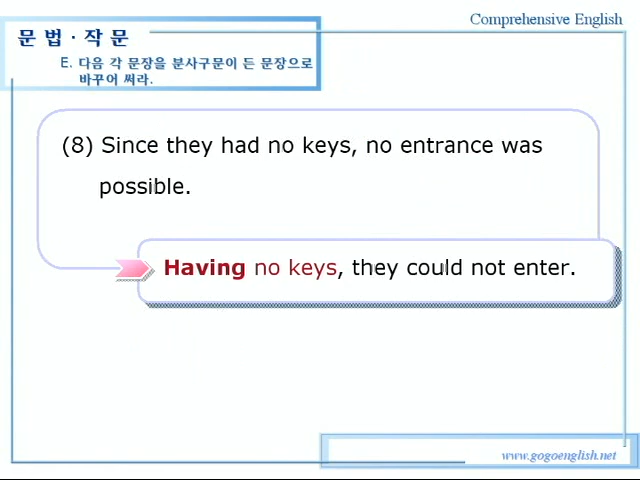 Comprehensive English
문 법 · 작 문
E. 다음 각 문장을 분사구문이 든 문장으로
바꾸어 써라.
(8) Since they had no keys, no entrance was
possible.
Having no keys, they could not enter.
www.gogoenglish.net